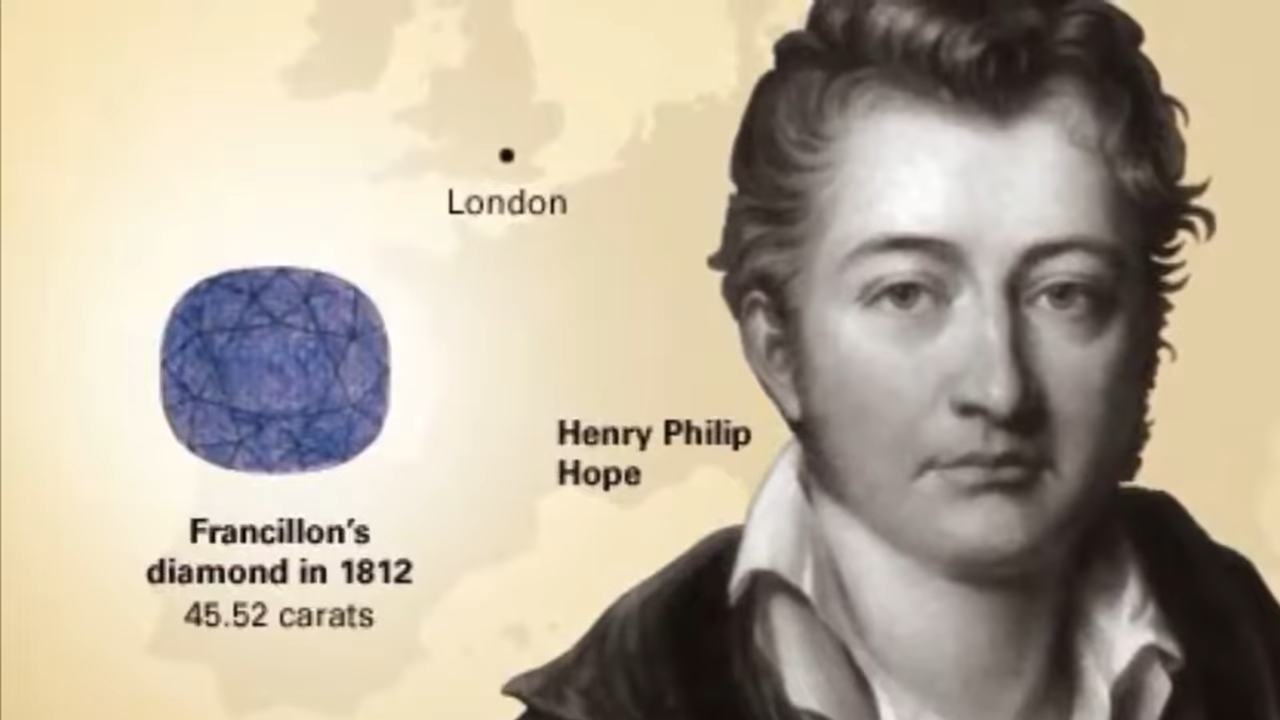 London
Henry Philip
Hope
Francillon's
diamond in 1812
45.52 carats